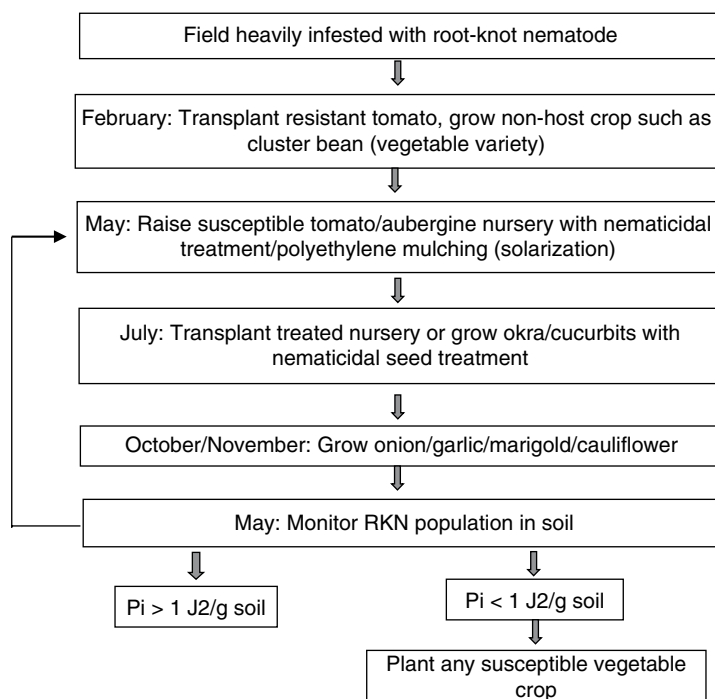 Field heavily infested with root-knot nematode
February: Transplant resistant tomato, grow non-host crop such as
cluster bean (vegetable variety)
May: Raise susceptible tomato/aubergine nursery with nematicidal
treatment/polyethylene mulching (solarization)
July: Transplant treated nursery or grow okra/cucurbits with
nematicidal seed treatment
October/November: Grow onion/garlic/marigold/cauliflower
May: Monitor RKN population in soil
Pi > 1 J2/g soil
Pi < 1 J2/g soil
Plant any susceptible vegetable
crop